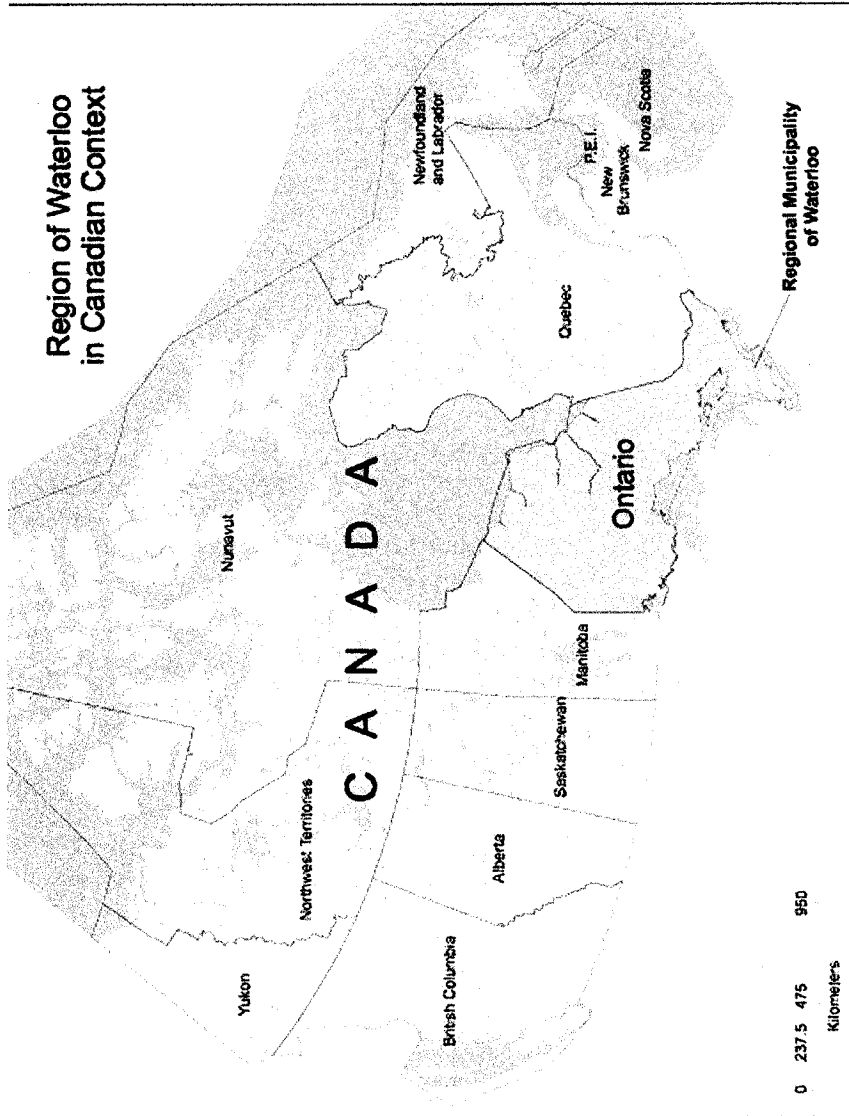 Region of Waterloo
in Canadian Context
Newfoundland
and Labrador
P.E.I.
New
Brunswick
Nova Scotia
Regional Municipality
of Waterloo
Quebec
Nunavut
CANADA
Ontario
Manitoba
Saskatchewan
Northwest Territories
Alberta
Yukon
British Columbia
0 237.5 475 950
Kilometers